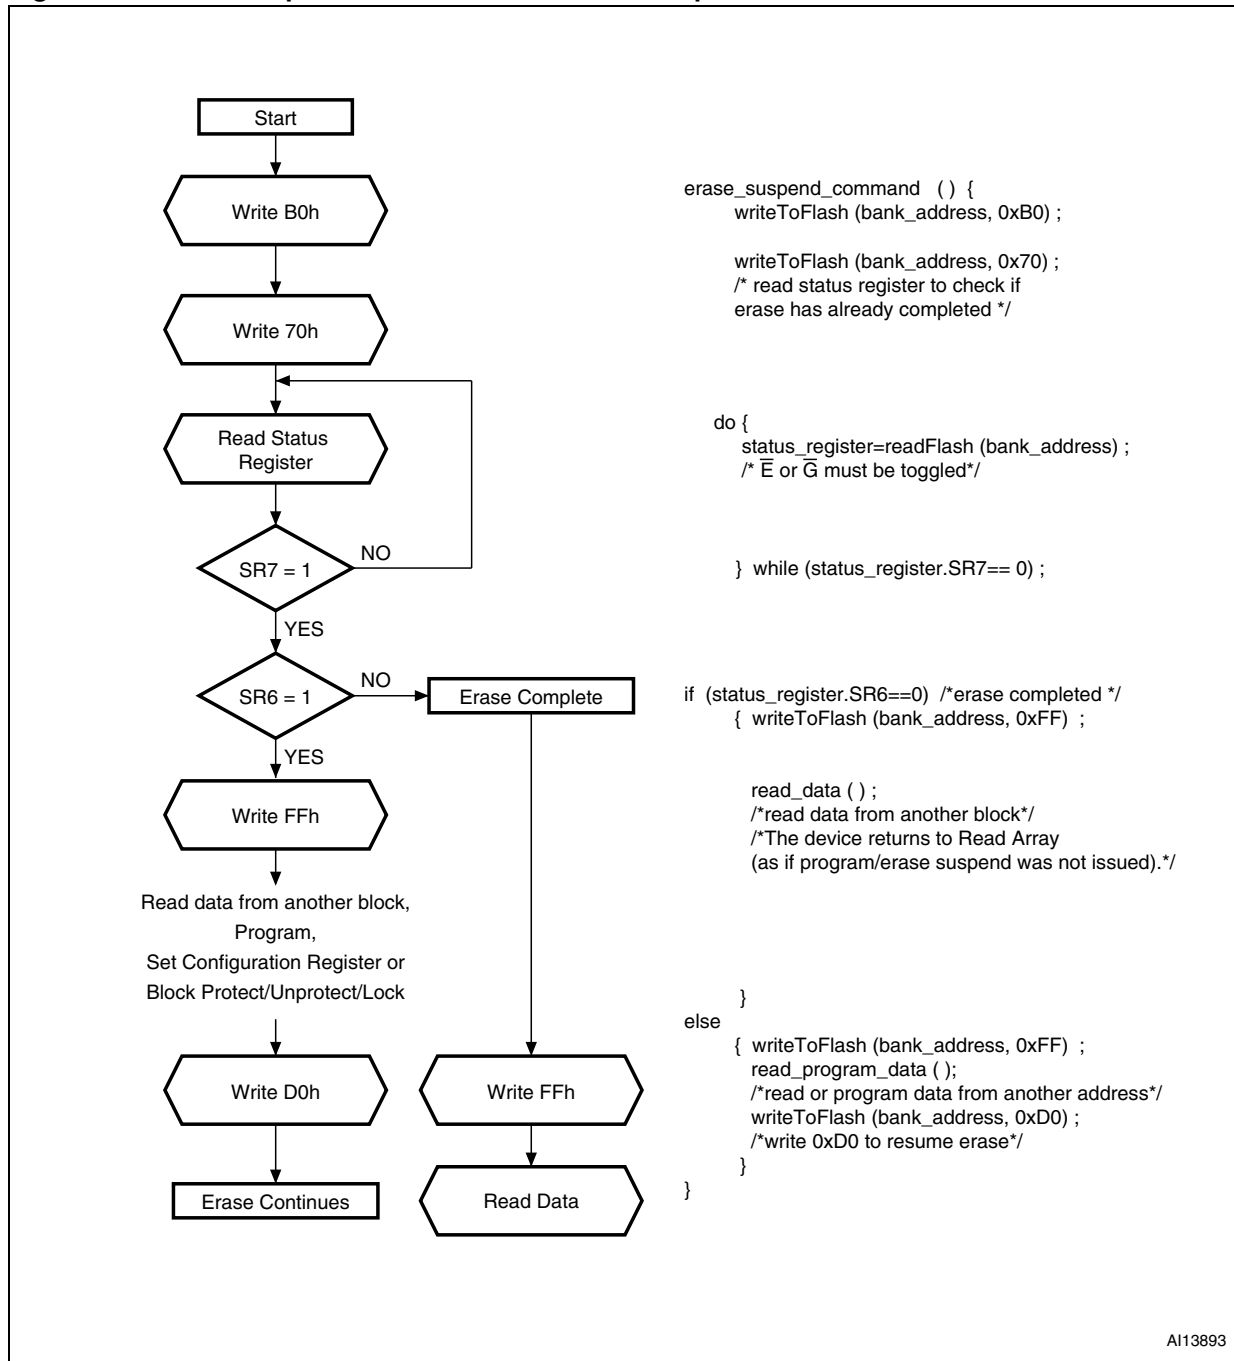 Start
Write B0h
Write 70h
Read Status
Register
SR7 = 1
NO
YES
SR6 = 1
NO
Erase Complete
YES
Write FFh
Read data from another block,
Program,
Set Configuration Register or
Block Protect/Unprotect/Lock
Write D0h
Write FFh
Erase Continues
Read Data
erase_suspend_command ( ) {
writeToFlash (bank_address, 0xB0) ;
writeToFlash (bank_address, 0x70) ;
/* read status register to check if
erase has already completed */
do {
status_register=readFlash (bank_address) ;
/* E̅ or G̅ must be toggled*/
} while (status_register.SR7== 0) ;
if (status_register.SR6==0) /*erase completed */
{ writeToFlash (bank_address, 0xFF) ;
read_data ( ) ;
/*read data from another block*/
/*The device returns to Read Array
(as if program/erase suspend was not issued).*/
}
else
{ writeToFlash (bank_address, 0xFF) ;
read_program_data ( );
/*read or program data from another address*/
writeToFlash (bank_address, 0xD0) ;
/*write 0xD0 to resume erase*/
}
}
AI13893